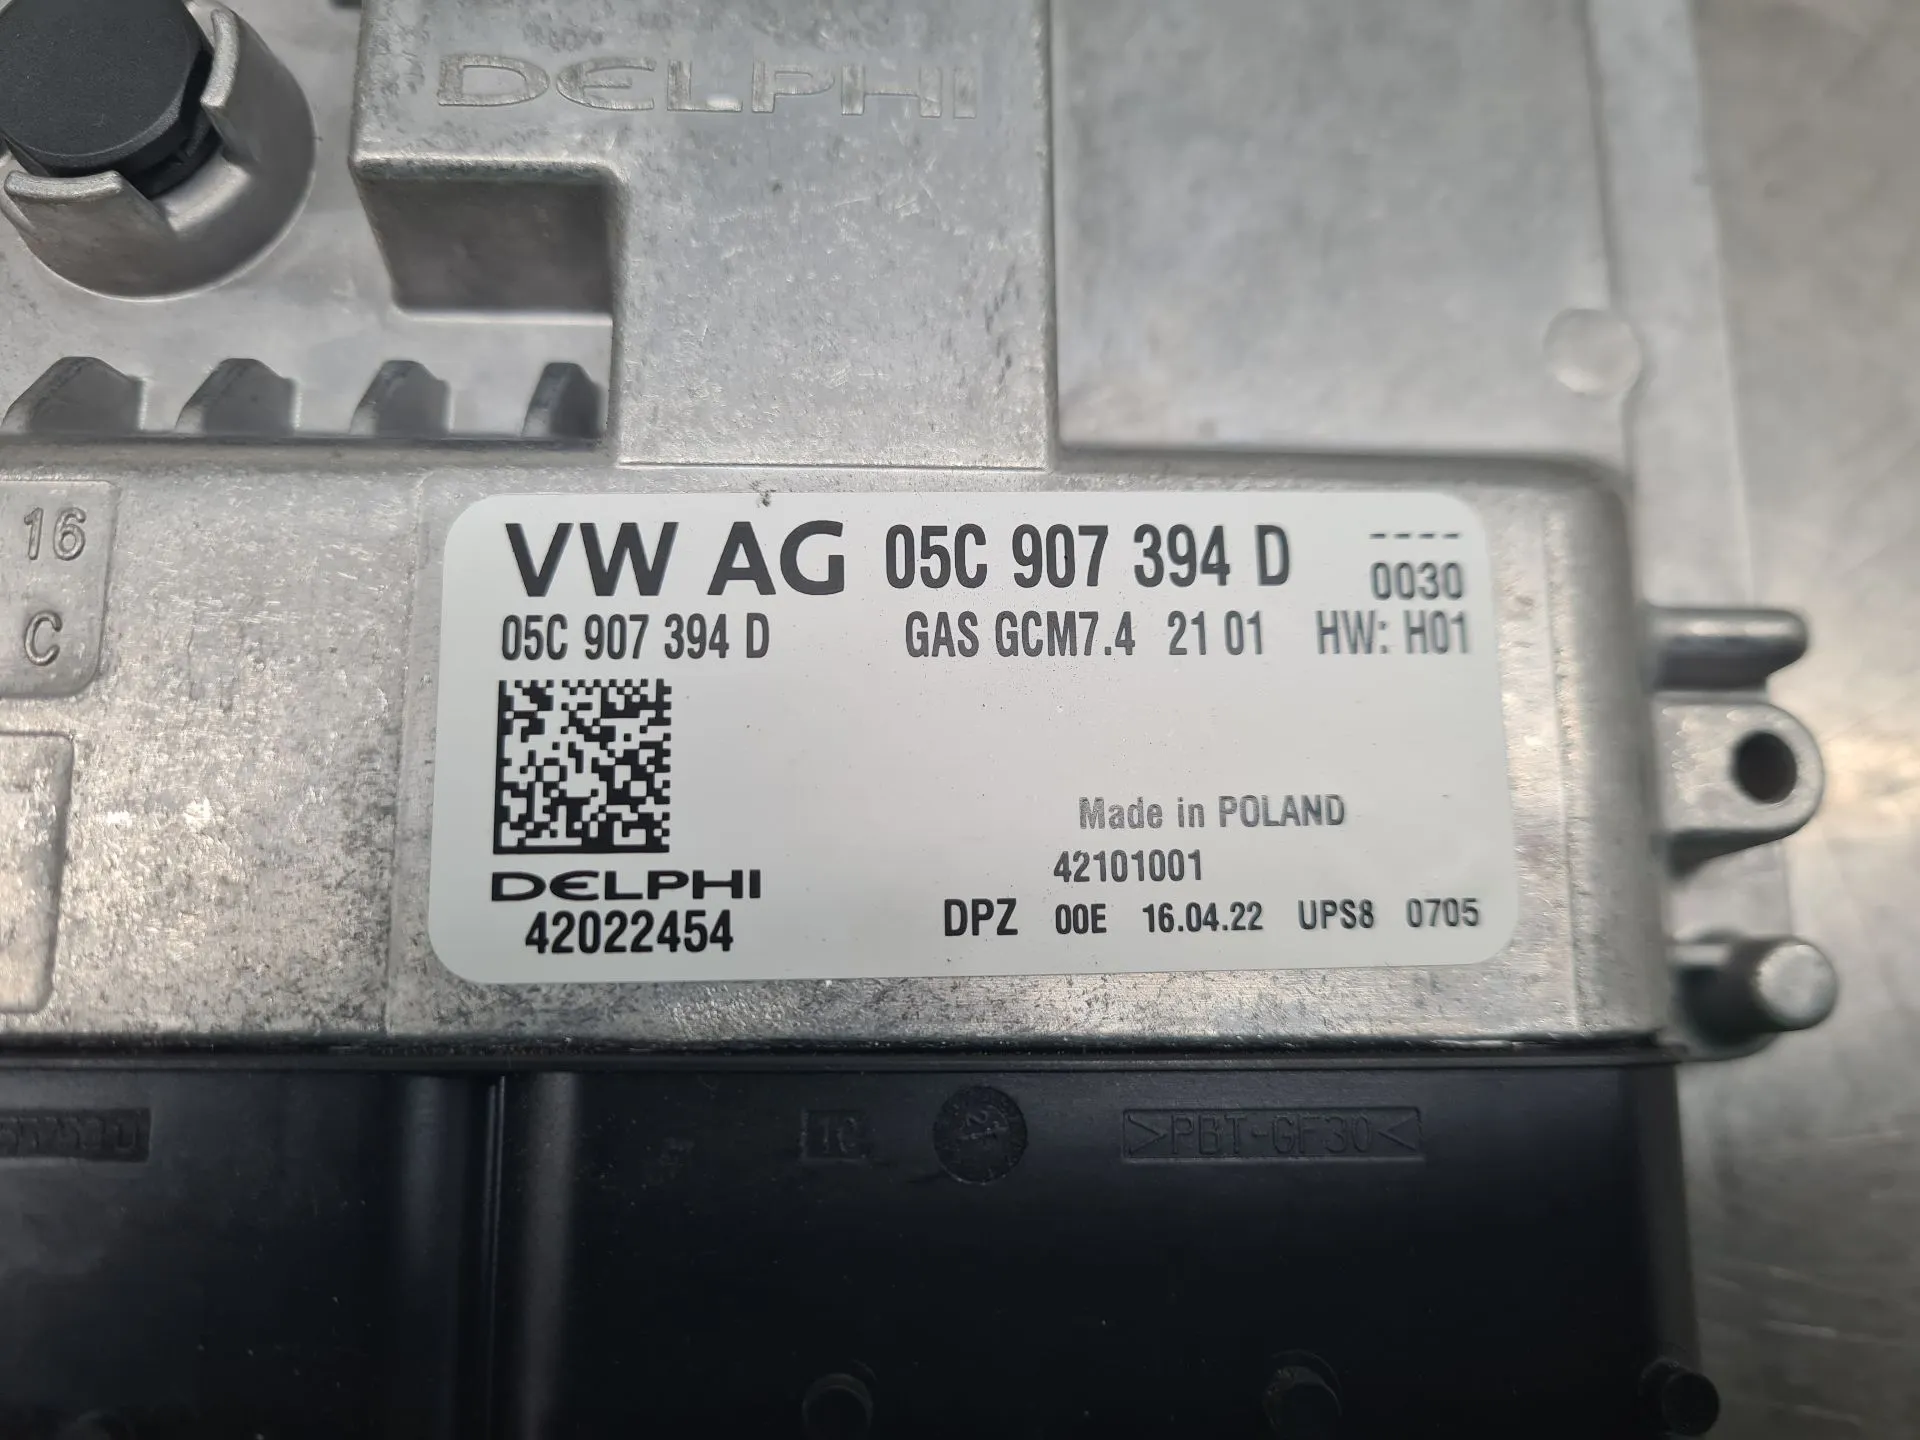 DELPHI
16
C
VW AG 05C 907 394 D ----
0030
05C 907 394 D GAS GCM7.4 21 01 HW: H01
Made in POLAND
42101001
DELPHI
42022454
DPZ 00E 16.04.22 UPS8 0705
>PBT-GF30<